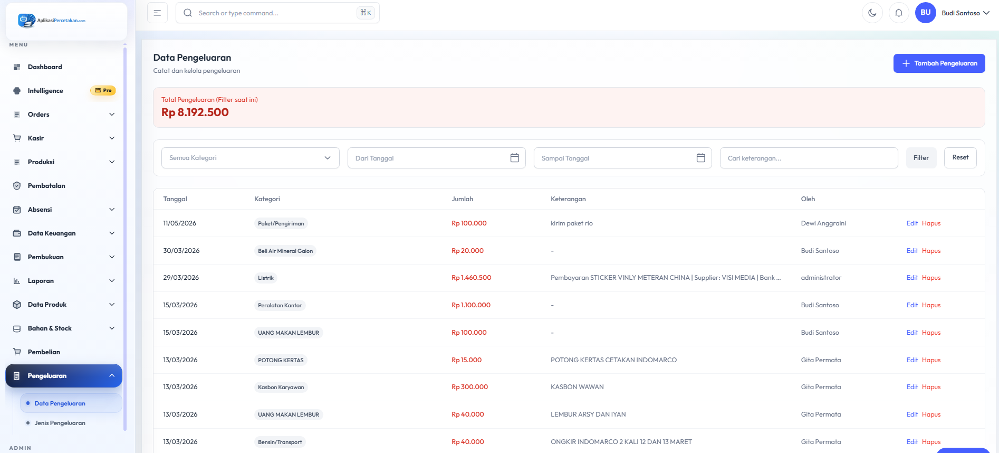 AplikasiPercetakan.com
Search or type command...
⌘K
BU
Budi Santoso
MENU
Dashboard
Intelligence
Pro
Orders
Kasir
Produksi
Pembatalan
Absensi
Data Keuangan
Pembukuan
Laporan
Data Produk
Bahan & Stock
Pembelian
Pengeluaran
Data Pengeluaran
Jenis Pengeluaran
ADMIN
Data Pengeluaran
Catat dan kelola pengeluaran
Tambah Pengeluaran
Total Pengeluaran (Filter saat ini)
Rp 8.192.500
Semua Kategori Dari Tanggal Sampai Tanggal Cari keterangan... Filter Reset
Tanggal Kategori Jumlah Keterangan Oleh
11/05/2026 Paket/Pengiriman Rp 100.000 kirim paket rio Dewi Anggraini Edit Hapus
30/03/2026 Beli Air Mineral Galon Rp 20.000 - Budi Santoso Edit Hapus
29/03/2026 Listrik Rp 1.460.500 Pembayaran STICKER VINLY METERAN CHINA | Supplier: VISI MEDIA | Bank ... administrator Edit Hapus
15/03/2026 Peralatan Kantor Rp 1.100.000 - Budi Santoso Edit Hapus
15/03/2026 UANG MAKAN LEMBUR Rp 100.000 - Budi Santoso Edit Hapus
13/03/2026 POTONG KERTAS Rp 15.000 POTONG KERTAS CETAKAN INDOMARCO Gita Permata Edit Hapus
13/03/2026 Kasbon Karyawan Rp 300.000 KASBON WAWAN Gita Permata Edit Hapus
13/03/2026 UANG MAKAN LEMBUR Rp 40.000 LEMBUR ARSY DAN IYAN Gita Permata Edit Hapus
13/03/2026 Bensin/Transport Rp 40.000 ONGKIR INDOMARCO 2 KALI 12 DAN 13 MARET Gita Permata Edit Hapus